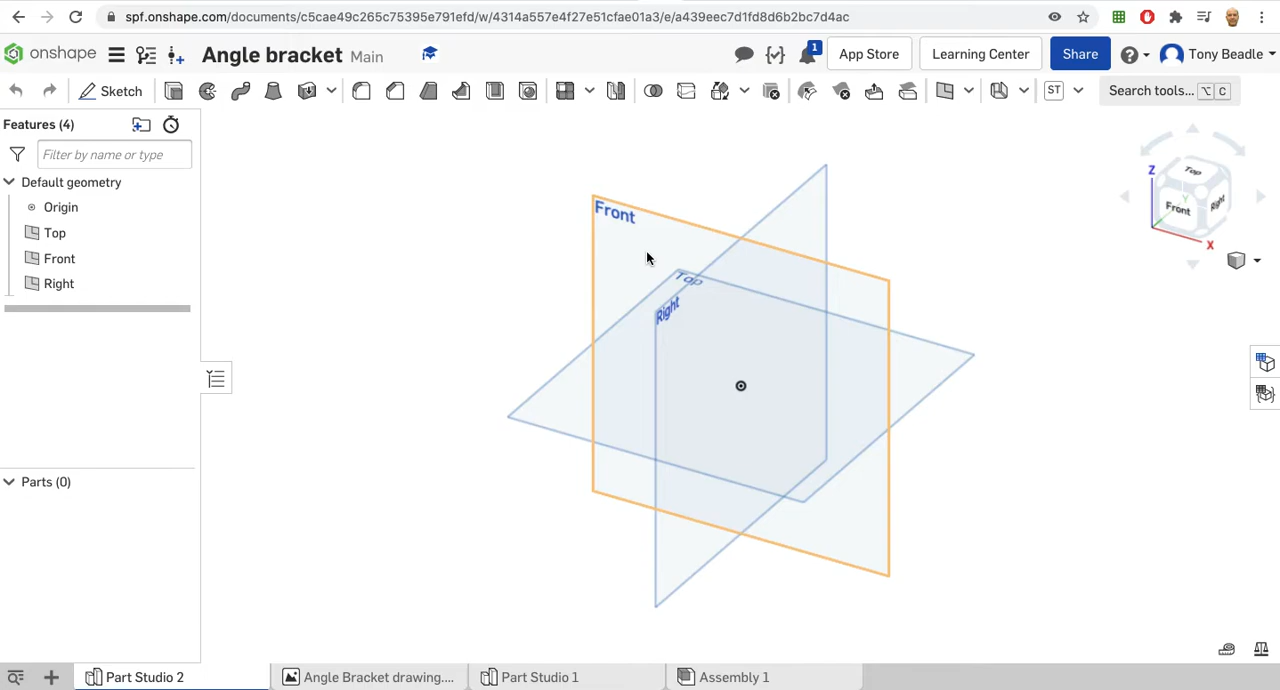 spf.onshape.com/documents/c5cae49c265c75395e791efd/w/4314a557e4f27e51cfae01a3/e/a439eec7d1fd8d6b2bc7d4ac
onshape Angle bracket Main 1 App Store Learning Center Share Tony Beadle
Sketch ST Search tools... ⌥ C
Features (4)
Filter by name or type
Default geometry
Origin
Top
Front
Right
Parts (0)
Front
Top
Right
Top
Front
Right
Z
Y
X
Part Studio 2 Angle Bracket drawing.... Part Studio 1 Assembly 1